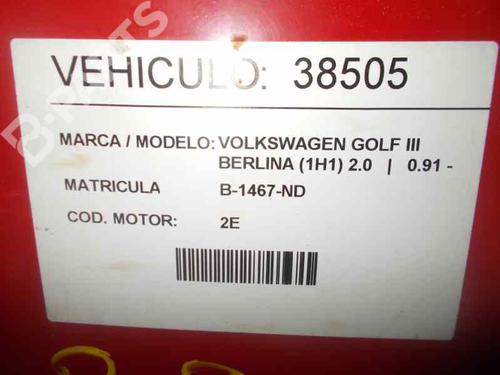 VEHICULO: 38505
MARCA / MODELO: VOLKSWAGEN GOLF III
BERLINA (1H1) 2.0 | 0.91 -
MATRICULA B-1467-ND
COD. MOTOR: 2E
B-PARTS